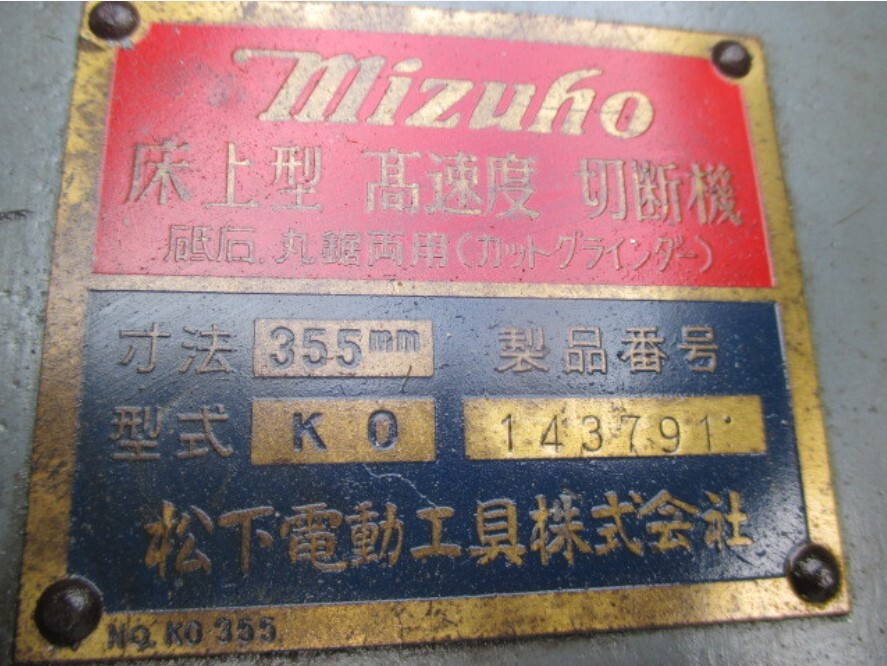 Mizuho
床上型 高速度 切断機
砥石.丸鋸両用(カットグラインダー)
寸法 355mm 製品番号
型式 KO 143791
松下電動工具株式会社
NO. KO 355